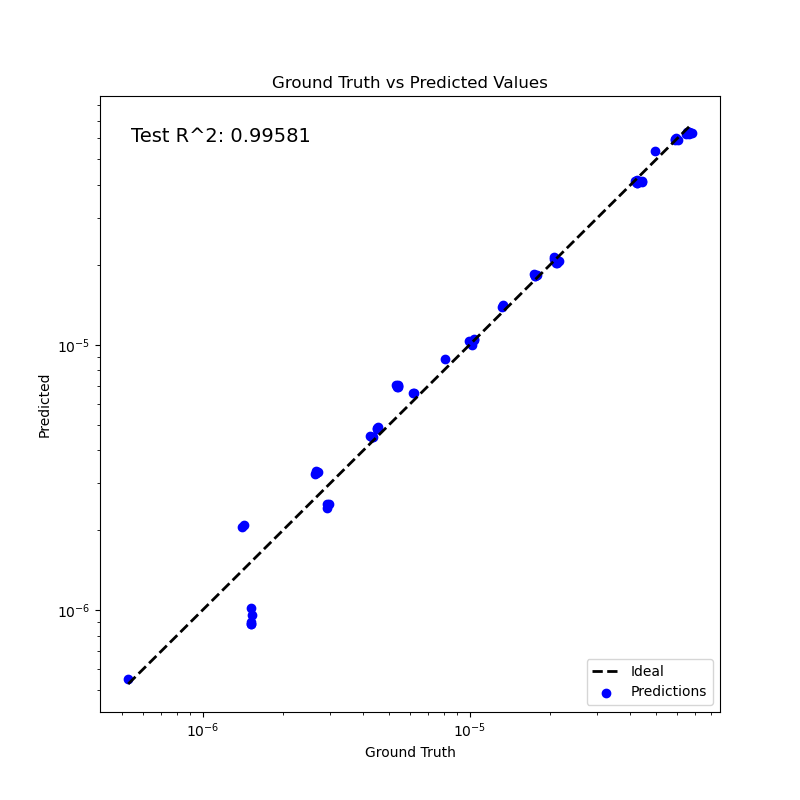 Ground Truth vs Predicted Values
Test R^2: 0.99581
Predicted
10⁻⁵
10⁻⁶
Ideal
Predictions
10⁻⁶
10⁻⁵
Ground Truth